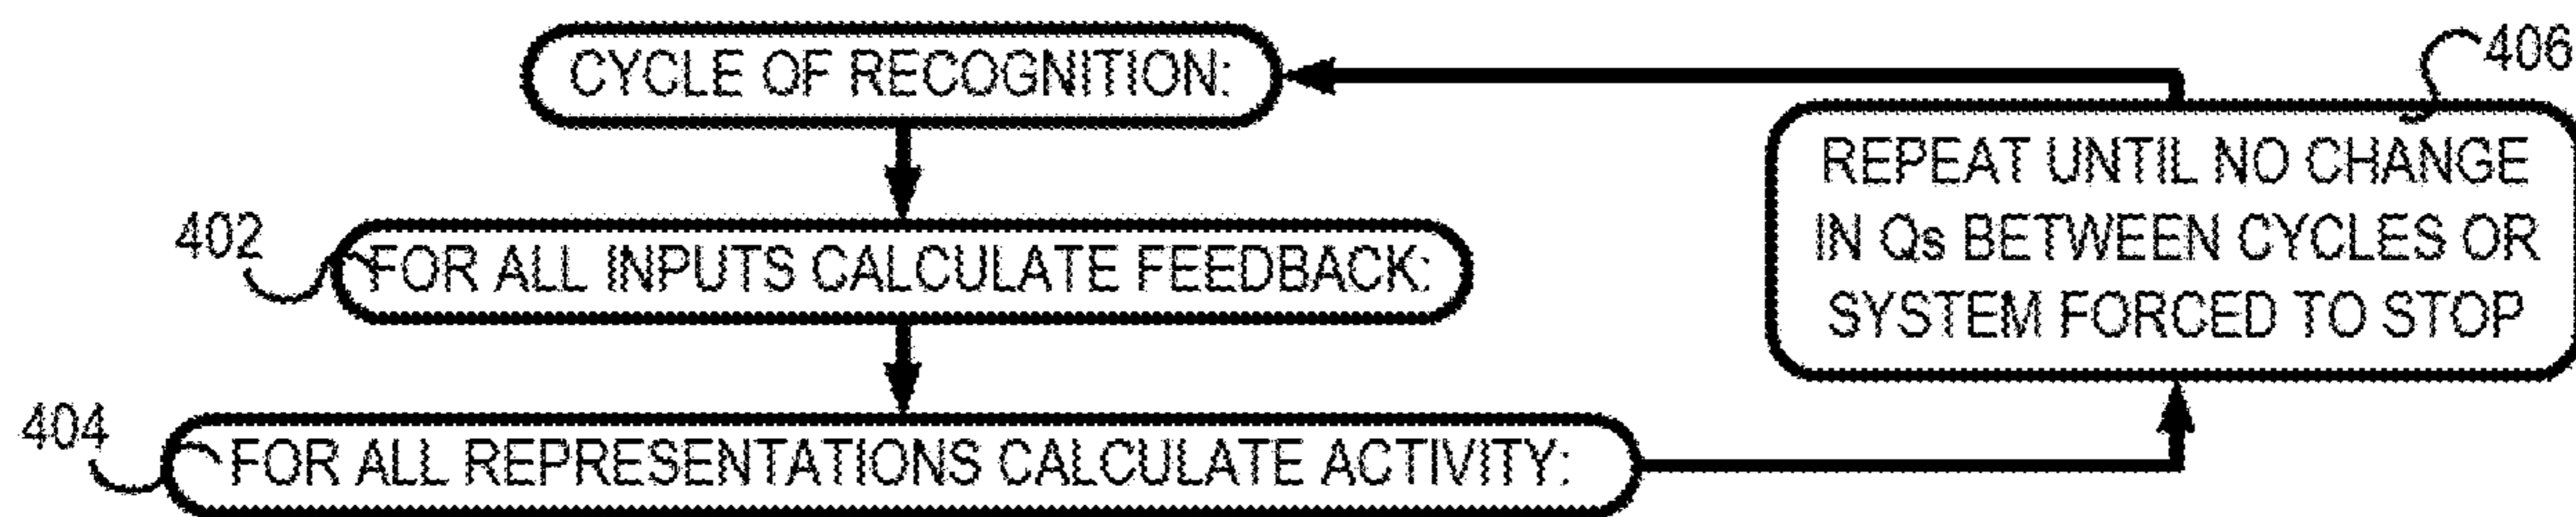 CYCLE OF RECOGNITION:
406
REPEAT UNTIL NO CHANGE
IN Qs BETWEEN CYCLES OR
SYSTEM FORCED TO STOP
402
FOR ALL INPUTS CALCULATE FEEDBACK:
404
FOR ALL REPRESENTATIONS CALCULATE ACTIVITY: